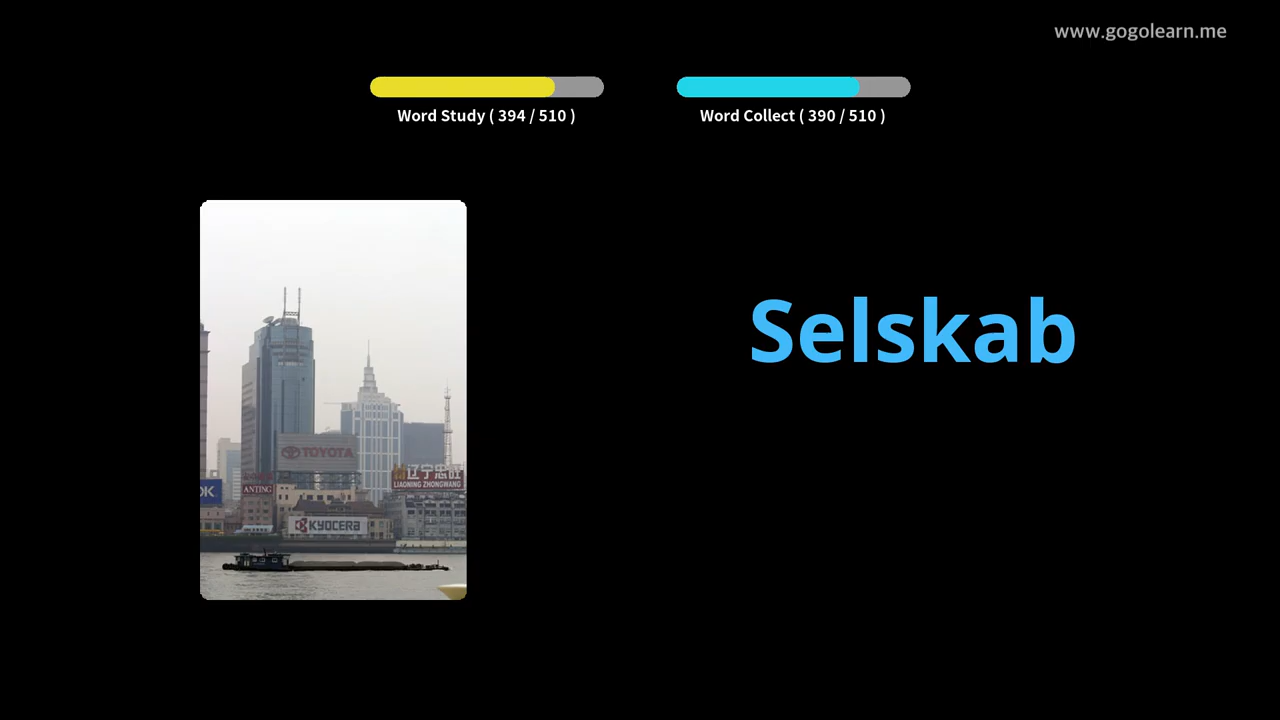 www.gogolearn.me
Word Study ( 394 / 510 )
Word Collect ( 390 / 510 )
Selskab
TOYOTA
辽宁忠旺
LIAONING ZHONGWANG
ANTING
KYOCERA